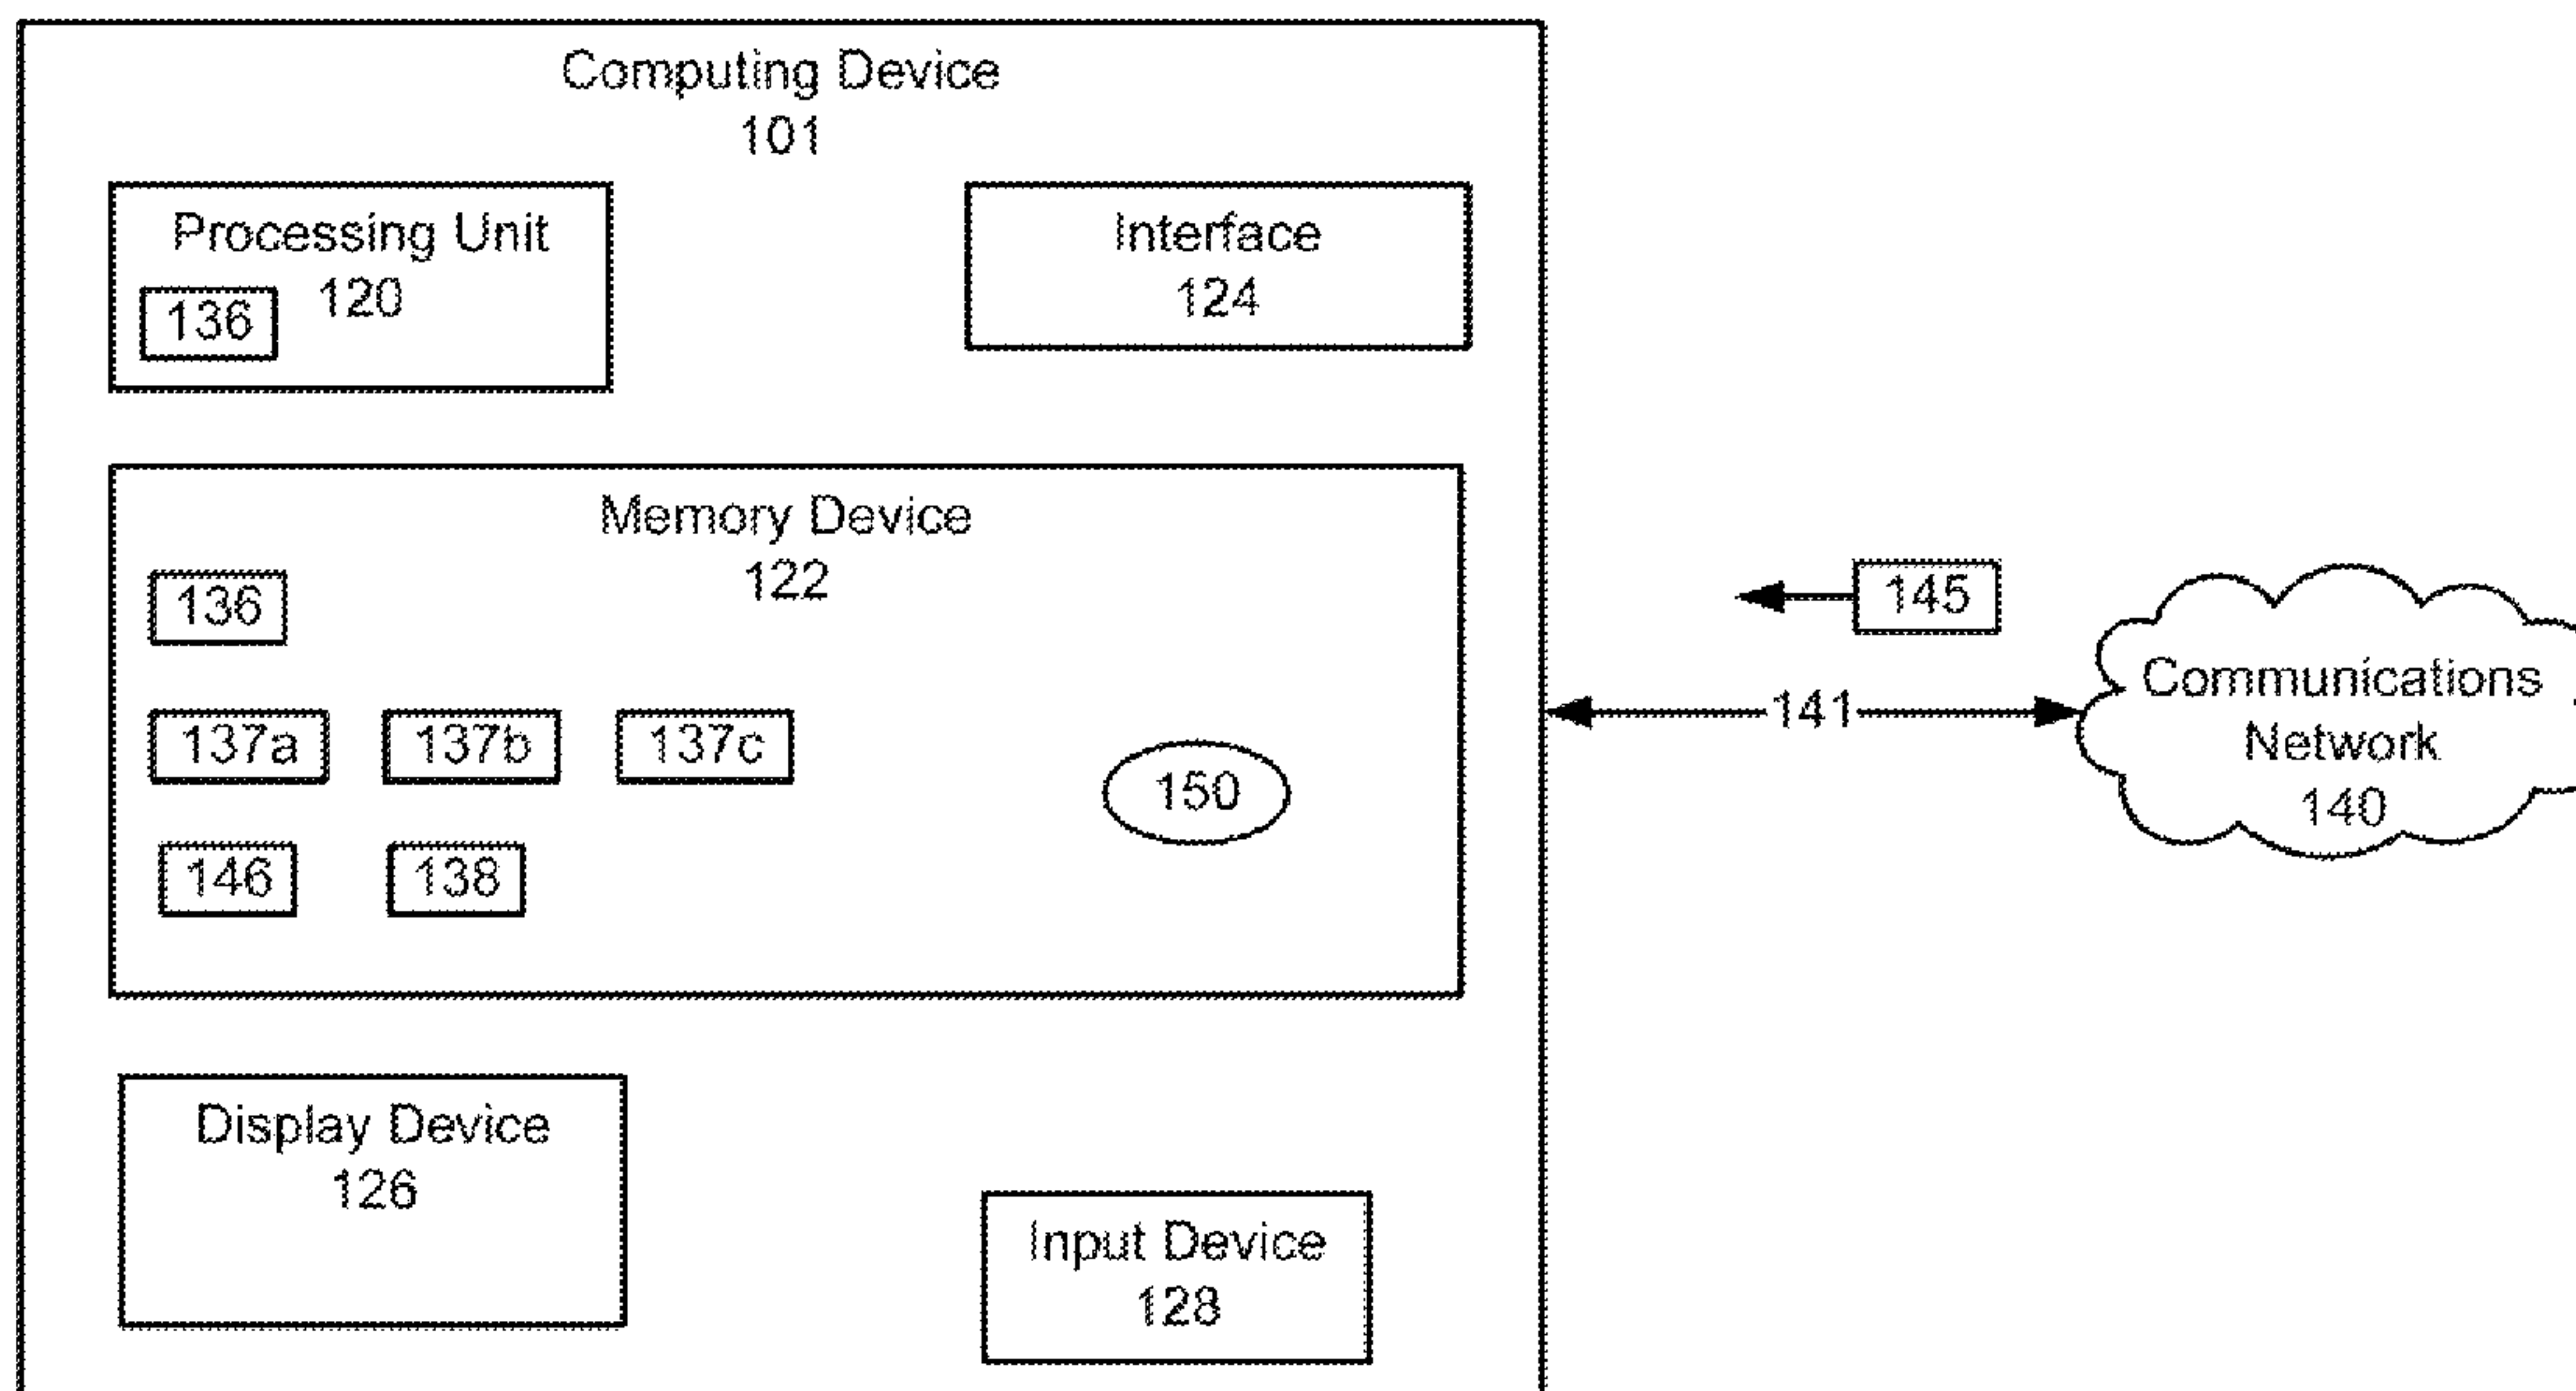 Computing Device
101
Processing Unit
120
136
Interface
124
Memory Device
122
136
137a
137b
137c
150
146
138
145
141
Communications
Network
140
Display Device
126
Input Device
128